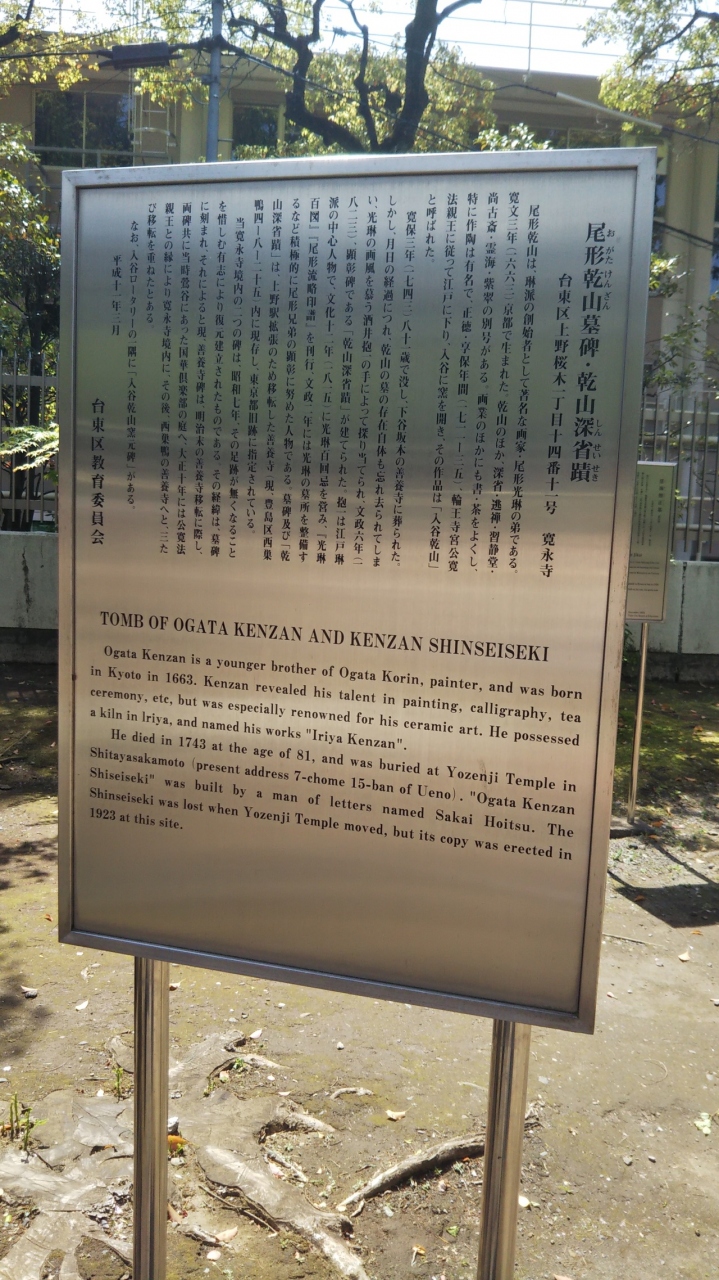 尾形乾山墓碑・乾山深省蹟
おがたけんざん しんせいせき
台東区上野桜木一丁目十四番十一号 寛永寺
尾形乾山は、琳派の創始者として著名な画家・尾形光琳の弟である。
寛文三年(一六六三)京都で生まれた。乾山のほか、深省・逃禅・習静堂・
尚古斎・霊海・紫翠の別号がある。画業のほかにも書・茶をよくし、
特に作陶は有名で、正徳・享保年間(一七一一~三五)輪王寺宮公寛
法親王に従って江戸に下り、入谷に窯を開き、その作品は「入谷乾山」
と呼ばれた。
寛保三年(一七四三)八十一歳で没し、下谷坂本の善養寺に葬られた。
しかし、月日の経過につれ、乾山の墓の存在自体も忘れ去られてしま
い、光琳の画風を慕う酒井抱一の手によって探り当てられ、文政六年(一
八二三)、顕彰碑である「乾山深省蹟」が建てられた。抱一は江戸琳
派の中心人物で、文化十二年(一八一五)に光琳百回忌を営み、『光琳
百図』『尾形流略印譜』を刊行、文政二年には光琳の墓所を整備す
るなど積極的に尾形兄弟の顕彰に努めた人物である。墓碑及び「乾
山深省蹟」は、上野駅拡張のため移転した善養寺(現、豊島区西巣
鴨四-八-二十五)内に現存し、東京都旧跡に指定されている。
当寛永寺境内の二つの碑は、昭和七年、その足跡が無くなること
を惜しむ有志により復元建立されたものである。その経緯は、墓碑
に刻まれ、それによると現 善養寺碑は 明治末の善養寺移転に際し、
両碑共に当時鶯谷にあった国華倶楽部の庭へ、大正十年には公寛法
親王との縁により寛永寺境内に、その後、西巣鴨の善養寺へと、三た
び移転を重ねたとある。
なお、入谷ロータリーの一隅に「入谷乾山窯元碑」がある。
平成十一年三月
台東区教育委員会
TOMB OF OGATA KENZAN AND KENZAN SHINSEISEKI
Ogata Kenzan is a younger brother of Ogata Korin, painter, and was born
in Kyoto in 1663. Kenzan revealed his talent in painting, calligraphy, tea
ceremony, etc, but was especially renowned for his ceramic art. He possessed
a kiln in lriya, and named his works "Iriya Kenzan".
He died in 1743 at the age of 81, and was buried at Yozenji Temple in
Shitayasakamoto (present address 7-chome 15-ban of Ueno). "Ogata Kenzan
Shiseiseki" was built by a man of letters named Sakai Hoitsu. The
Shinseiseki was lost when Yozenji Temple moved, but its copy was erected in
1923 at this site.